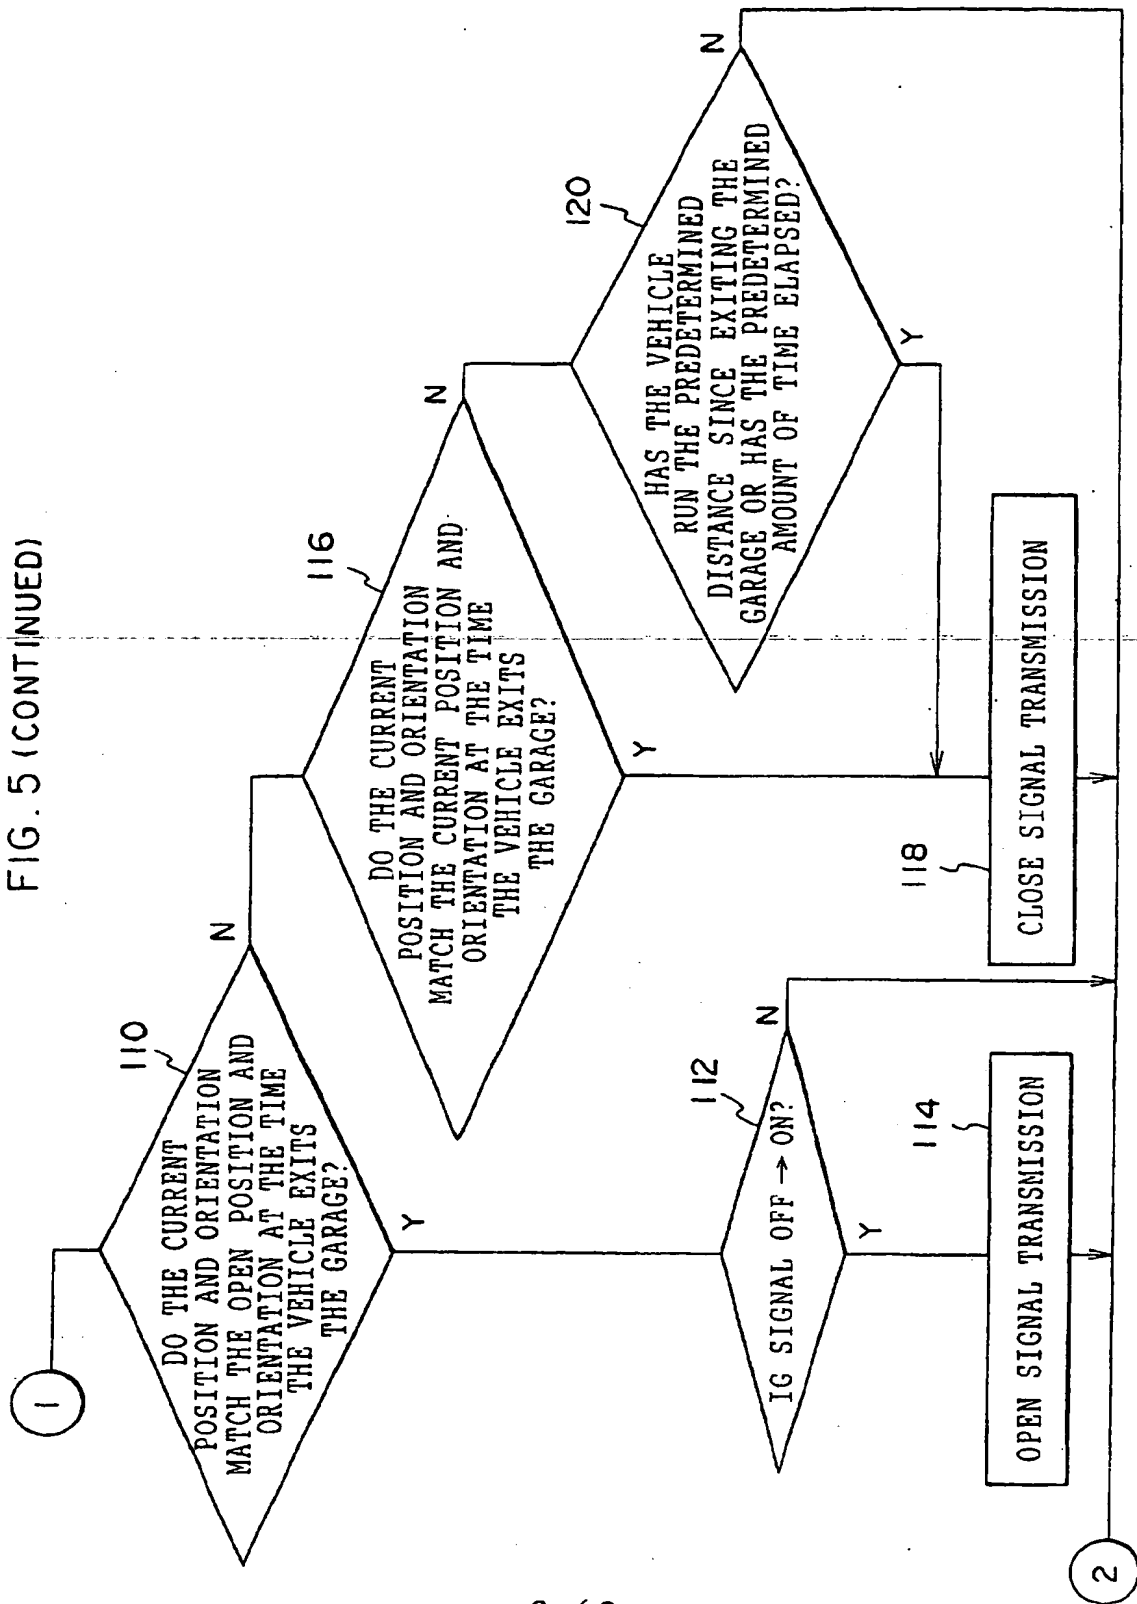 FIG. 5 (CONTINUED)
1
110
DO THE CURRENT
POSITION AND ORIENTATION
MATCH THE OPEN POSITION AND
ORIENTATION AT THE TIME
THE VEHICLE EXITS
THE GARAGE?
N
Y
116
DO THE CURRENT
POSITION AND ORIENTATION
MATCH THE CURRENT POSITION AND
ORIENTATION AT THE TIME
THE VEHICLE EXITS
THE GARAGE?
N
Y
120
HAS THE VEHICLE
RUN THE PREDETERMINED
DISTANCE SINCE EXITING THE
GARAGE OR HAS THE PREDETERMINED
AMOUNT OF TIME ELAPSED?
N
Y
112
IG SIGNAL OFF → ON?
N
Y
114
OPEN SIGNAL TRANSMISSION
118
CLOSE SIGNAL TRANSMISSION
2